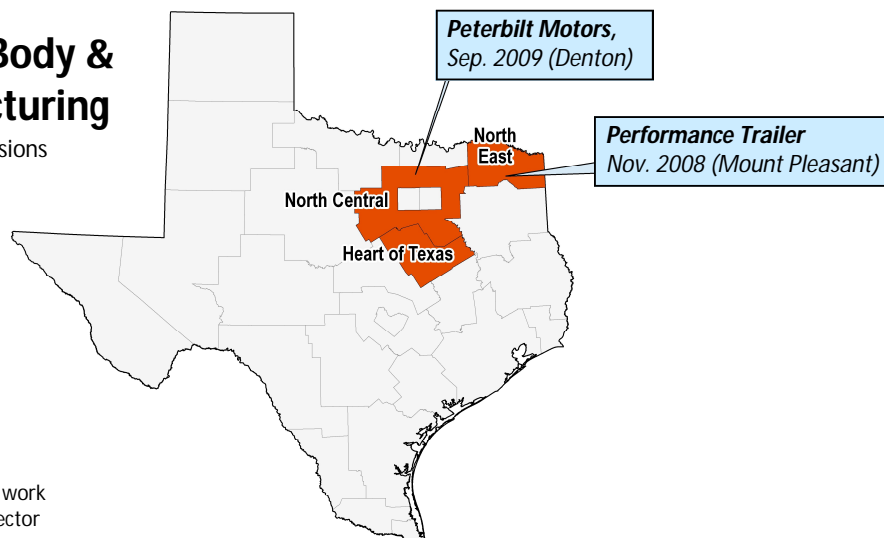 Body &
cturing
sions
Peterbilt Motors,
Sep. 2009 (Denton)
Performance Trailer
Nov. 2008 (Mount Pleasant)
North
East
North Central
Heart of Texas
work
ector